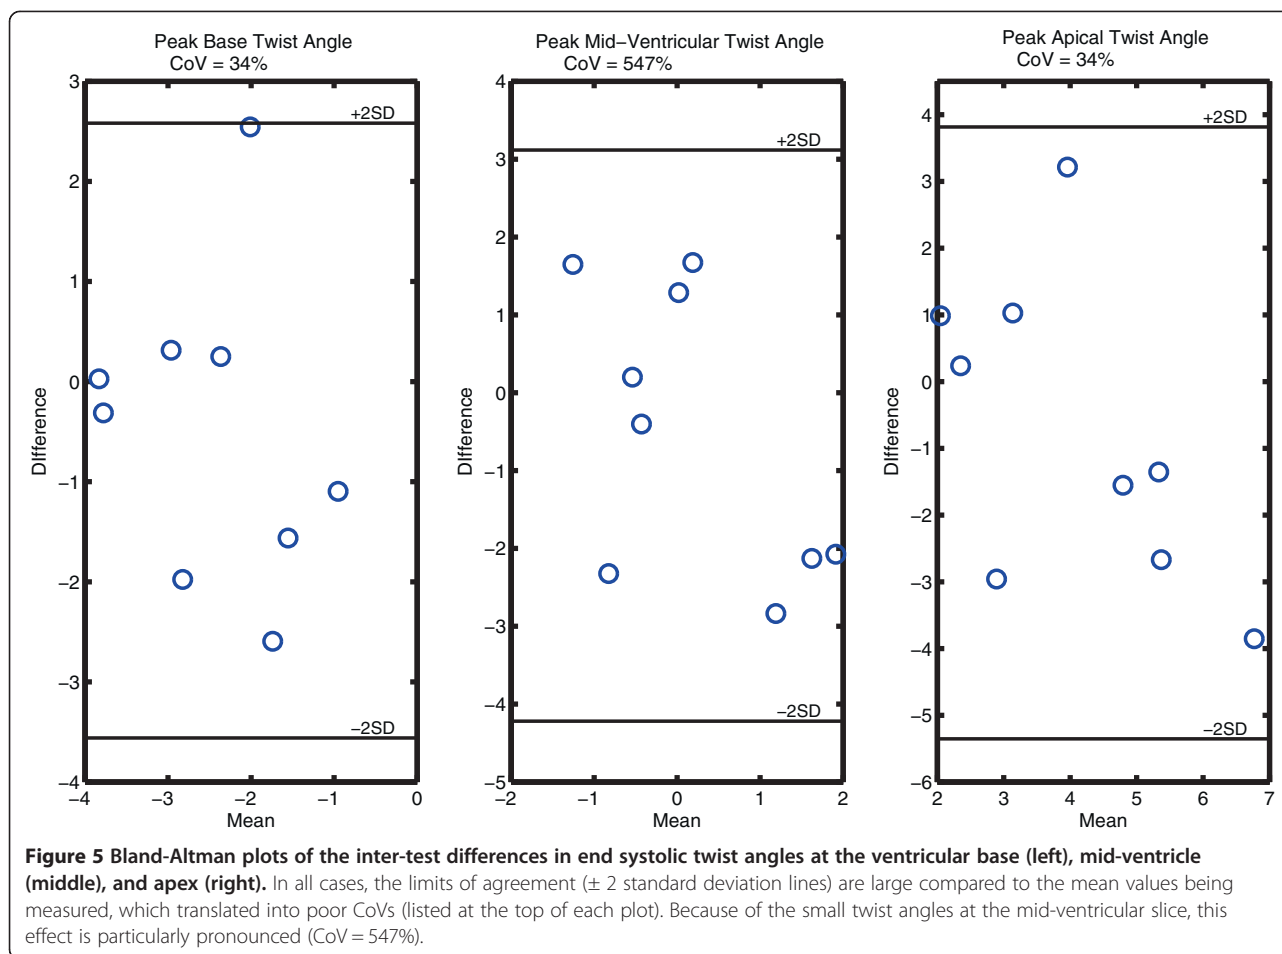 Peak Base Twist Angle
CoV = 34%
3
2
1
0
−1
−2
−3
−4
DIfference
+2SD
−2SD
−4
−3
−2
−1
0
Mean
Peak Mid−Ventricular Twist Angle
CoV = 547%
4
3
2
1
0
−1
−2
−3
−4
−5
DIfference
+2SD
−2SD
−2
−1
0
1
2
Mean
Peak Apical Twist Angle
CoV = 34%
4
3
2
1
0
−1
−2
−3
−4
−5
−6
DIfference
+2SD
−2SD
2
3
4
5
6
7
Mean
Figure 5 Bland-Altman plots of the inter-test differences in end systolic twist angles at the ventricular base (left), mid-ventricle
(middle), and apex (right). In all cases, the limits of agreement (± 2 standard deviation lines) are large compared to the mean values being
measured, which translated into poor CoVs (listed at the top of each plot). Because of the small twist angles at the mid-ventricular slice, this
effect is particularly pronounced (CoV = 547%).